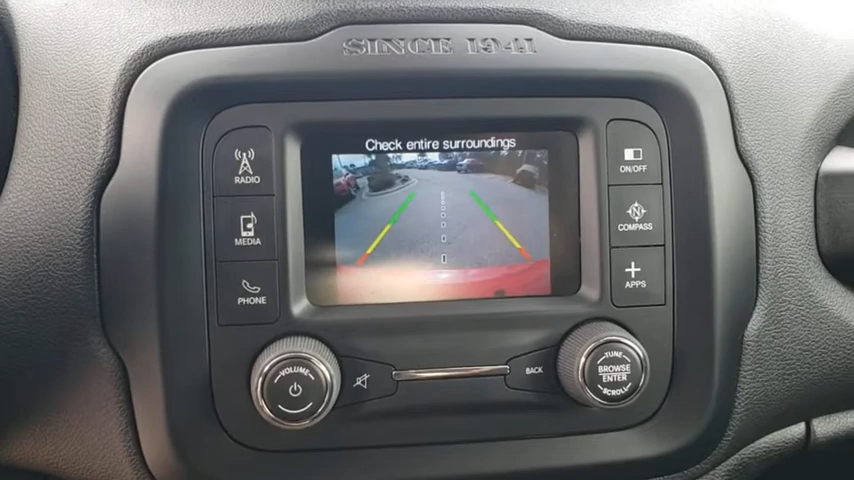 SINCE 1941
Check entire surroundings
RADIO
MEDIA
PHONE
ON/OFF
N
COMPASS
APPS
VOLUME
BACK
TUNE
BROWSE
ENTER
SCROLL